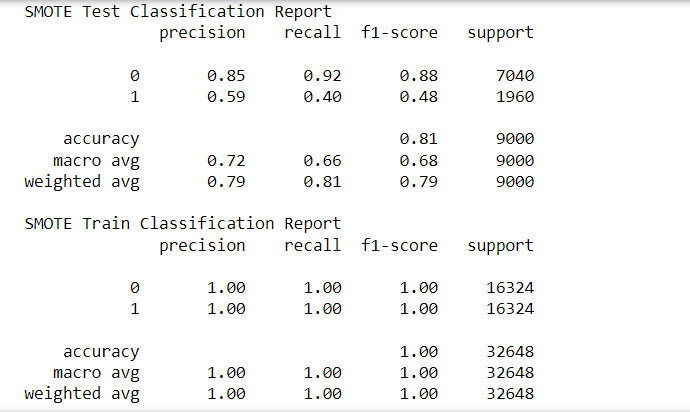 SMOTE Test Classification Report
precision recall f1-score support
0 0.85 0.92 0.88 7040
1 0.59 0.40 0.48 1960
accuracy 0.81 9000
macro avg 0.72 0.66 0.68 9000
weighted avg 0.79 0.81 0.79 9000
SMOTE Train Classification Report
precision recall f1-score support
0 1.00 1.00 1.00 16324
1 1.00 1.00 1.00 16324
accuracy 1.00 32648
macro avg 1.00 1.00 1.00 32648
weighted avg 1.00 1.00 1.00 32648